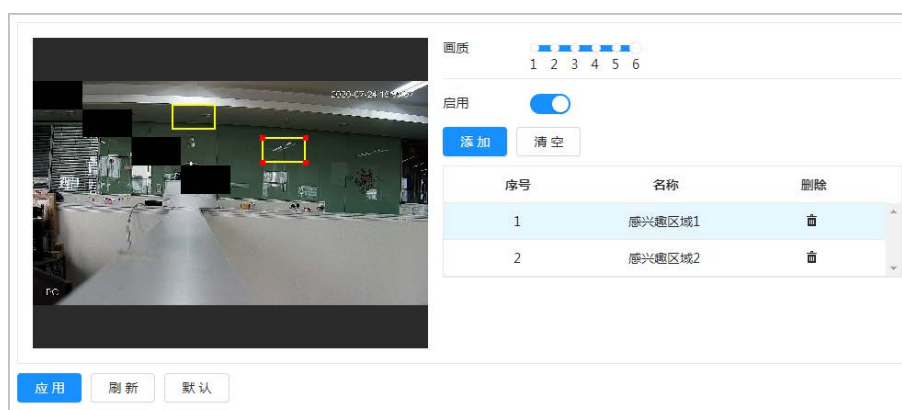 画质
1 2 3 4 5 6
启用
添加 清空
序号 名称 删除
1 感兴趣区域1
2 感兴趣区域2
PC
应用 刷新 默认